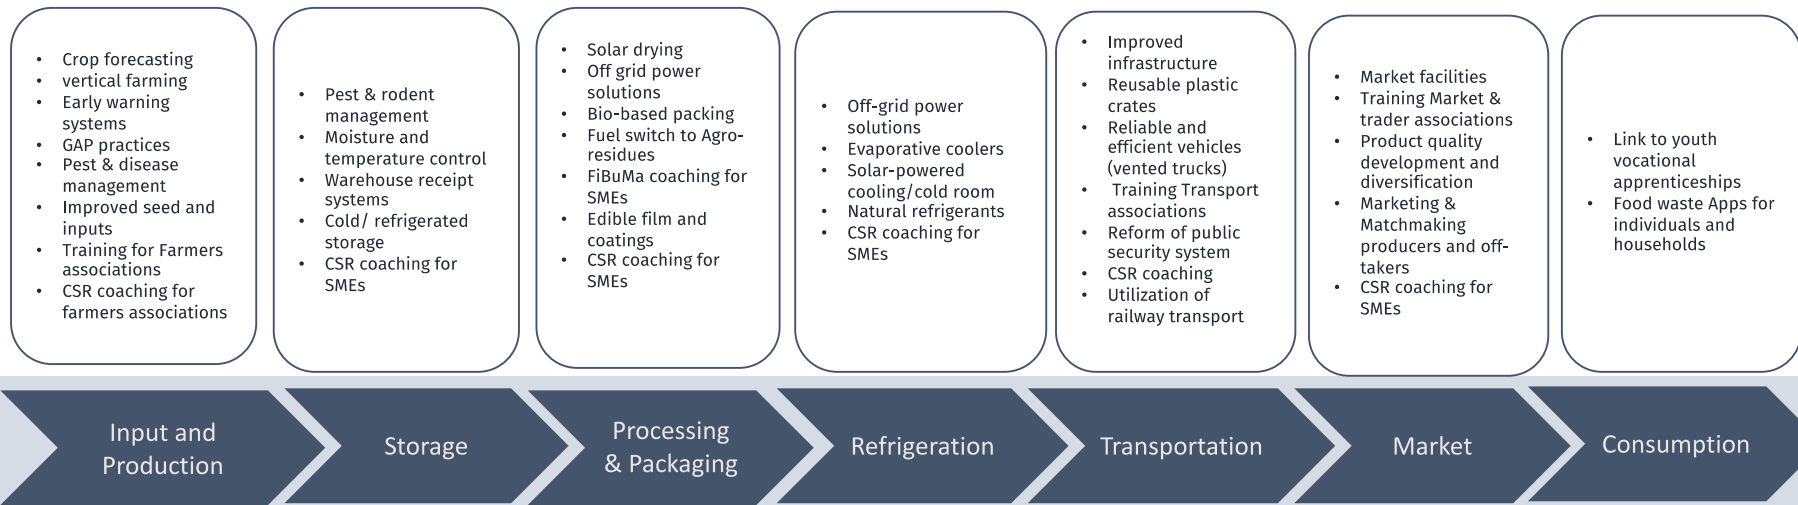 • Crop forecasting
• vertical farming
• Early warning
systems
• GAP practices
• Pest & disease
management
• Improved seed and
inputs
• Training for Farmers
associations
• CSR coaching for
farmers associations
• Pest & rodent
management
• Moisture and
temperature control
• Warehouse receipt
systems
• Cold/ refrigerated
storage
• CSR coaching for
SMEs
• Solar drying
• Off grid power
solutions
• Bio-based packing
• Fuel switch to Agro-
residues
• FiBuMa coaching for
SMEs
• Edible film and
coatings
• CSR coaching for
SMEs
• Off-grid power
solutions
• Evaporative coolers
• Solar-powered
cooling/cold room
• Natural refrigerants
• CSR coaching for
SMEs
• Improved
infrastructure
• Reusable plastic
crates
• Reliable and
efficient vehicles
(vented trucks)
• Training Transport
associations
• Reform of public
security system
• CSR coaching
• Utilization of
railway transport
• Market facilities
• Training Market &
trader associations
• Product quality
development and
diversification
• Marketing &
Matchmaking
producers and off-
takers
• CSR coaching for
SMEs
• Link to youth
vocational
apprenticeships
• Food waste Apps for
individuals and
households
Input and
Production
Storage
Processing
& Packaging
Refrigeration
Transportation
Market
Consumption